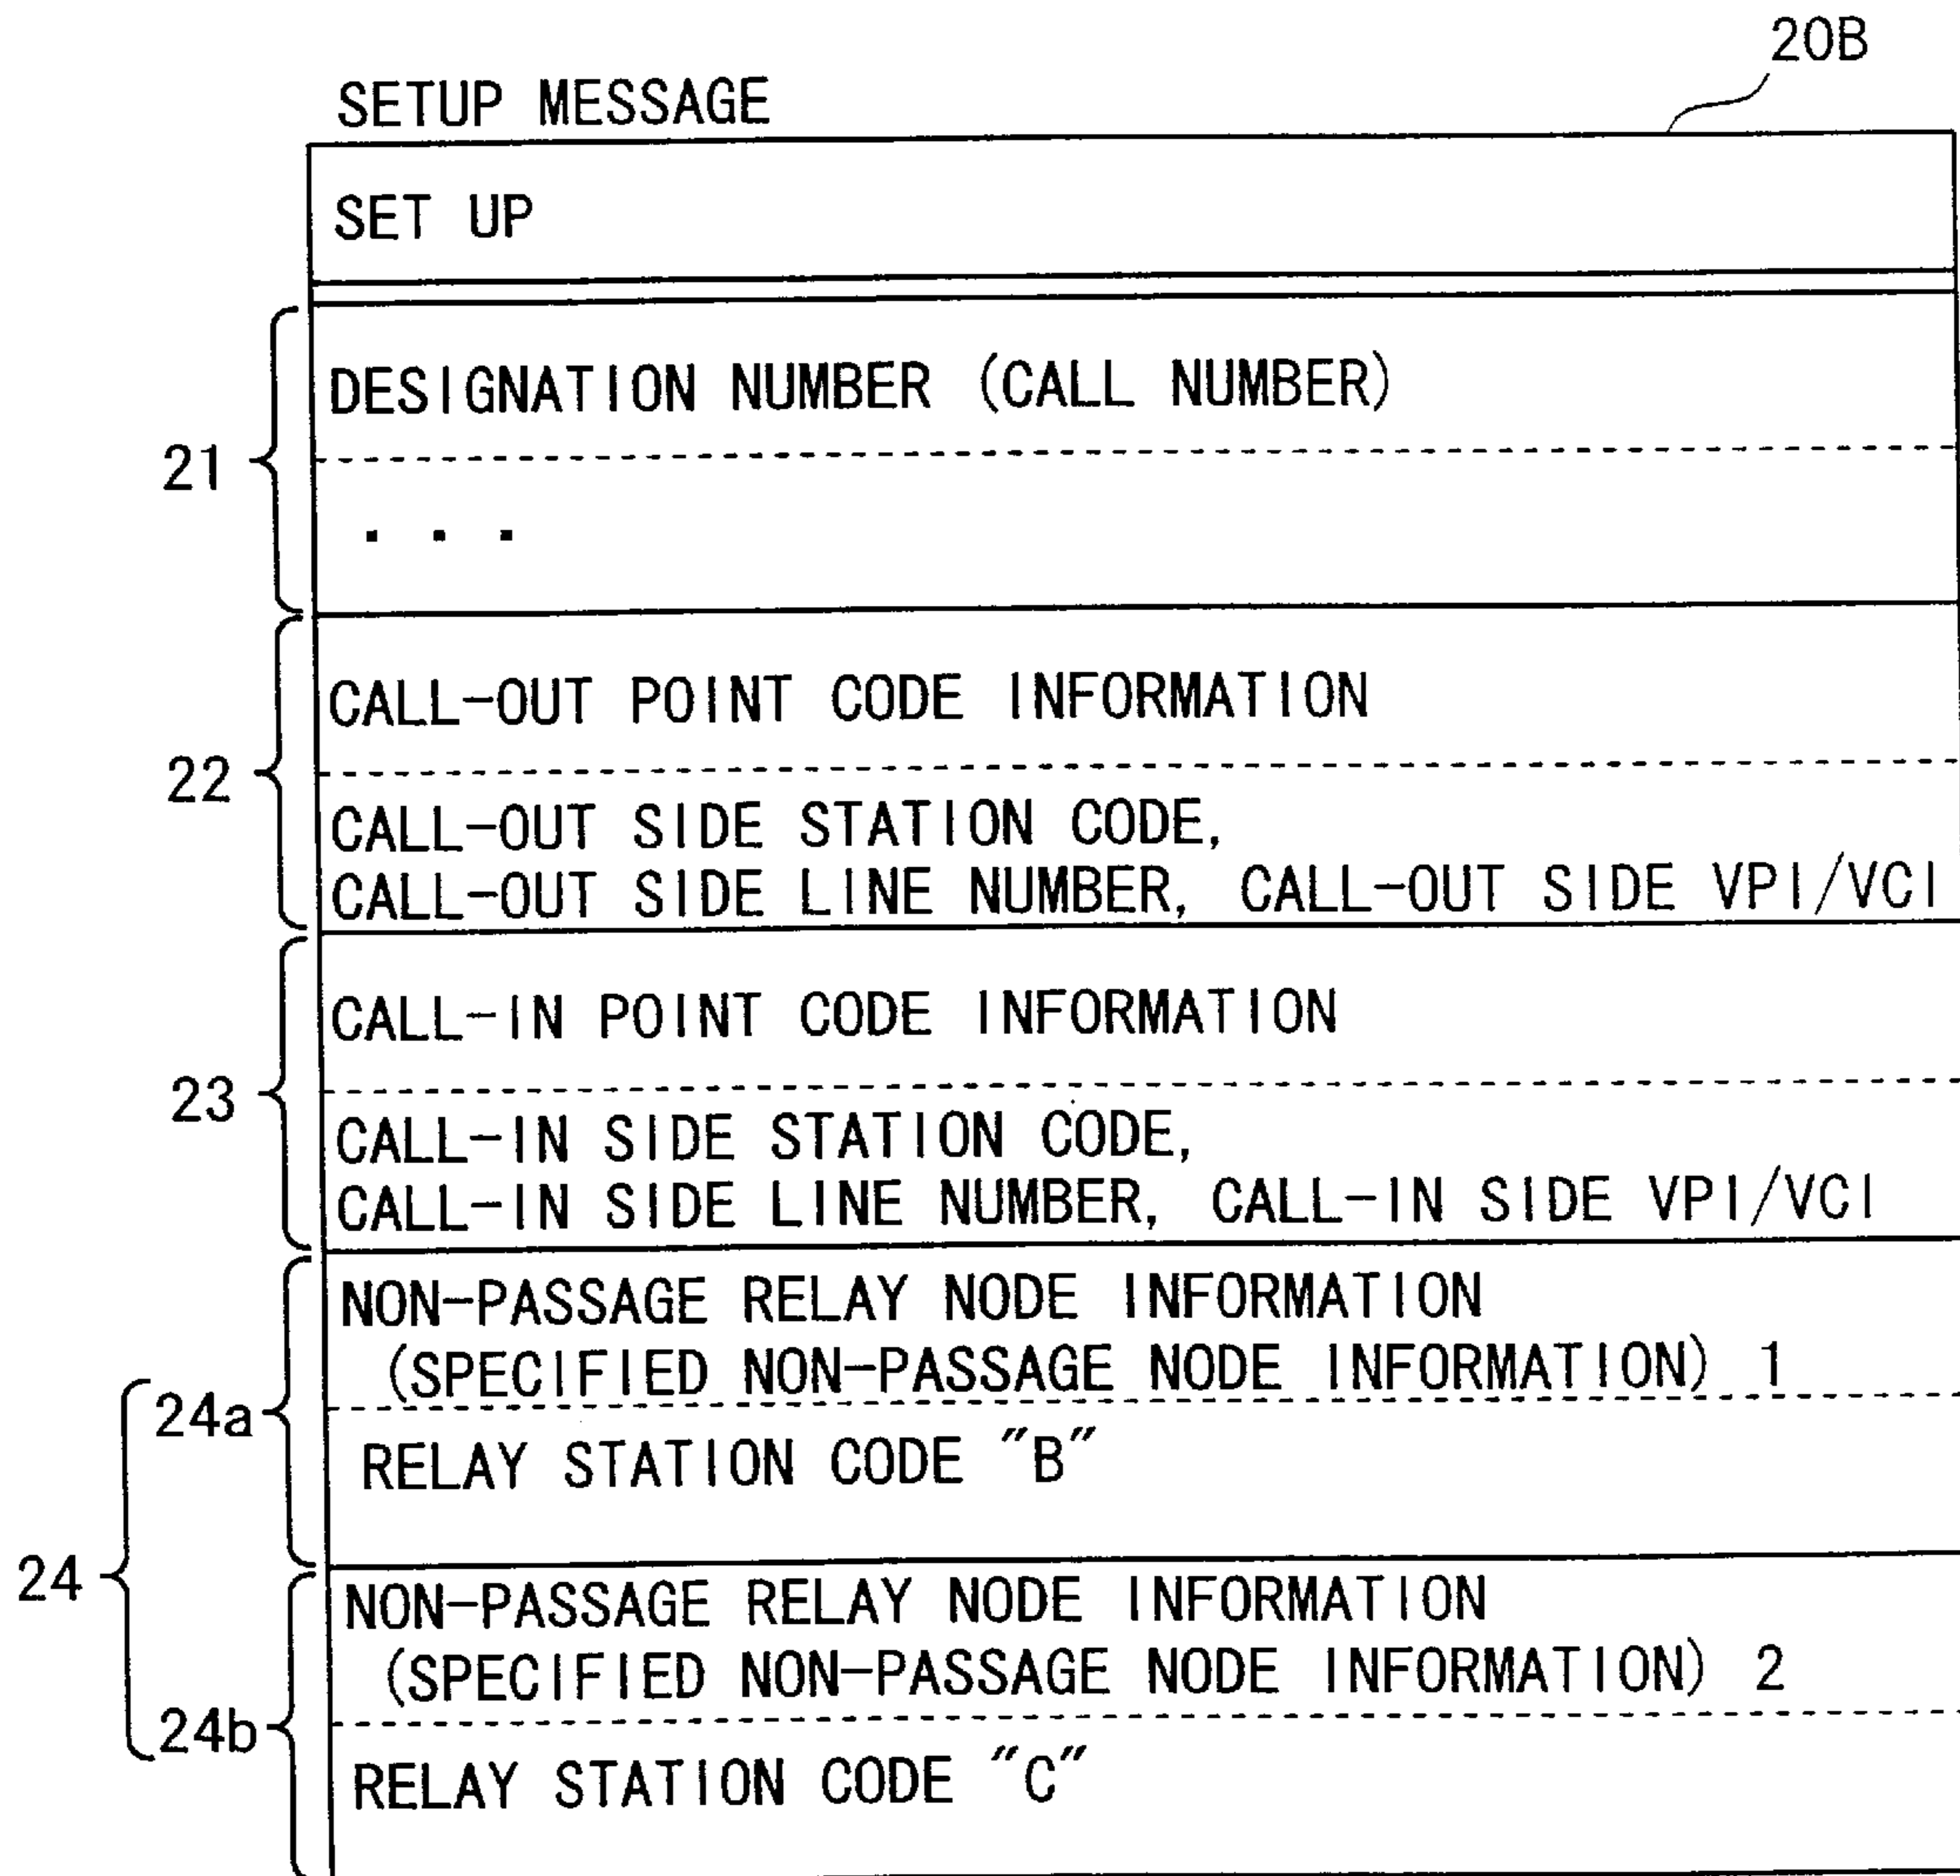 20B
SETUP MESSAGE
SET UP
21
DESIGNATION NUMBER (CALL NUMBER)
. . .
22
CALL-OUT POINT CODE INFORMATION
CALL-OUT SIDE STATION CODE,
CALL-OUT SIDE LINE NUMBER, CALL-OUT SIDE VPI/VCI
23
CALL-IN POINT CODE INFORMATION
CALL-IN SIDE STATION CODE,
CALL-IN SIDE LINE NUMBER, CALL-IN SIDE VPI/VCI
24
24a
NON-PASSAGE RELAY NODE INFORMATION
(SPECIFIED NON-PASSAGE NODE INFORMATION) 1
RELAY STATION CODE "B"
24b
NON-PASSAGE RELAY NODE INFORMATION
(SPECIFIED NON-PASSAGE NODE INFORMATION) 2
RELAY STATION CODE "C"